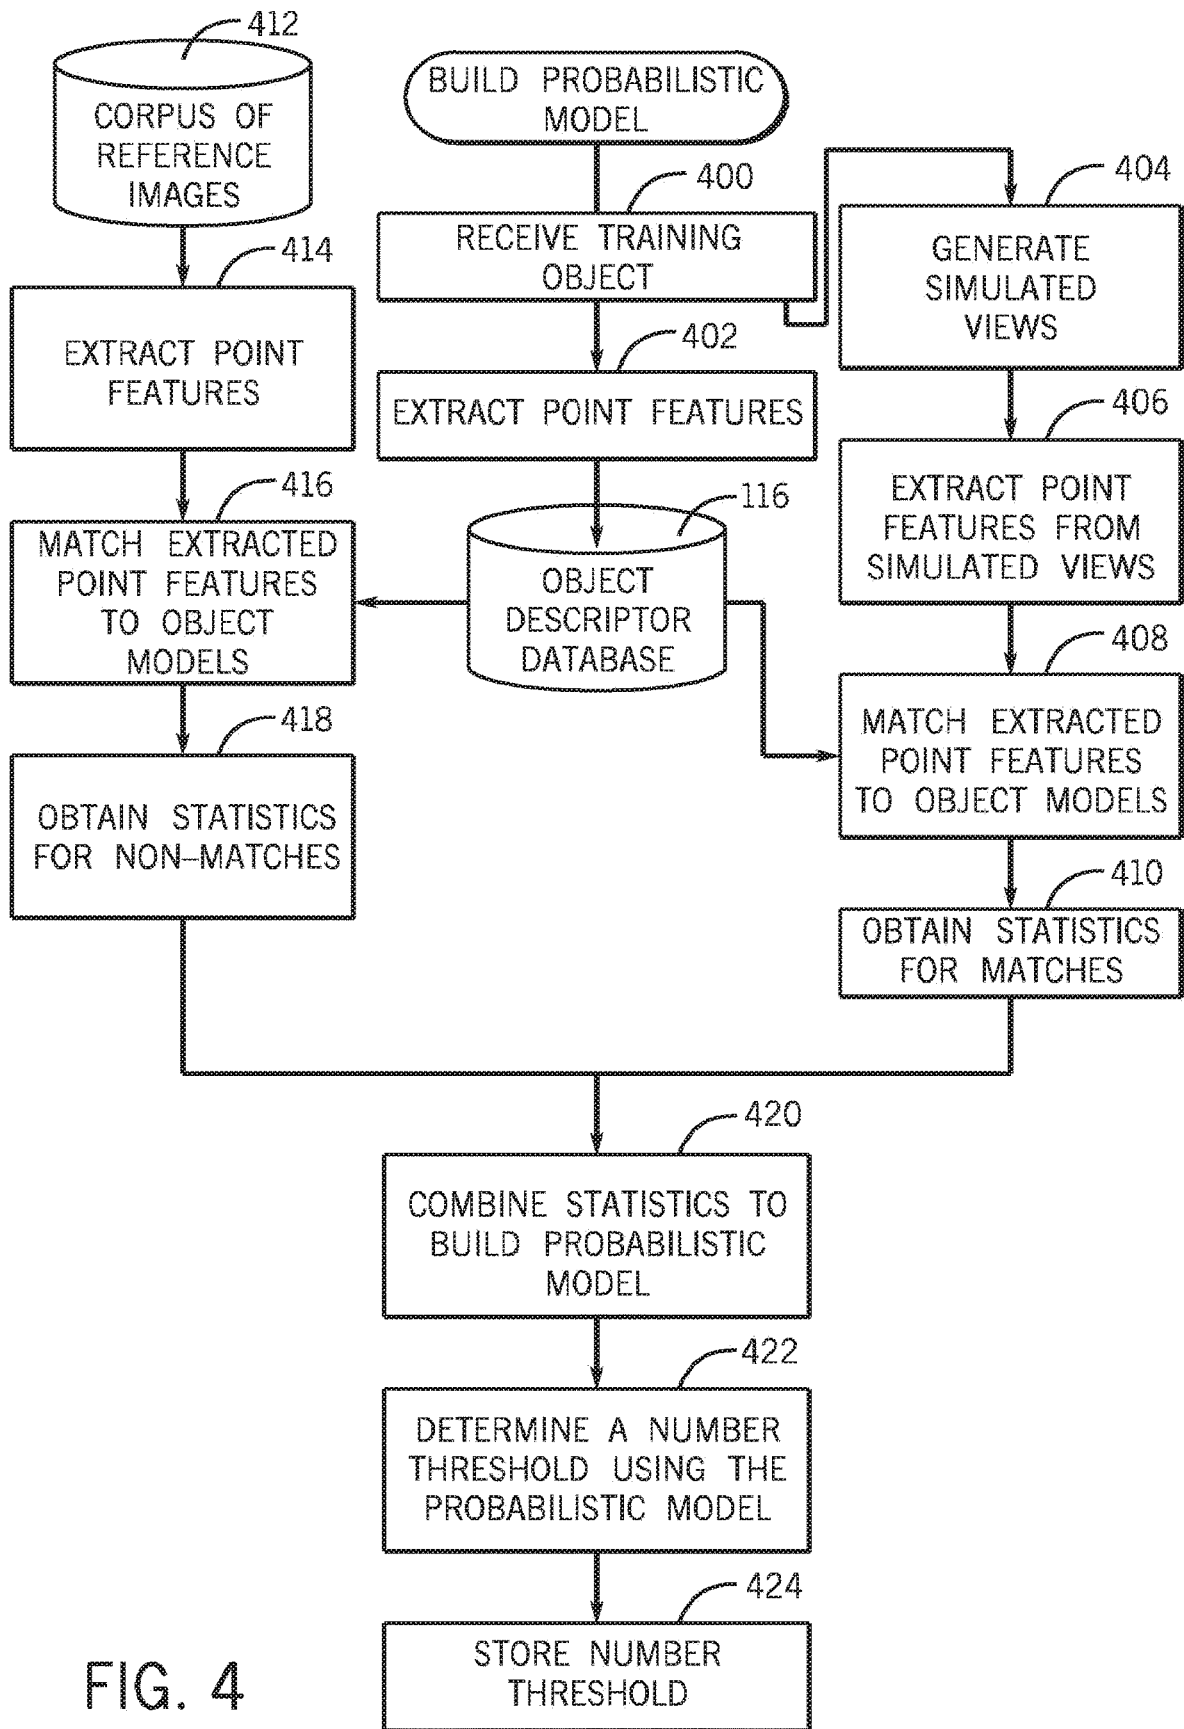 412
CORPUS OF
REFERENCE
IMAGES
414
EXTRACT POINT
FEATURES
416
MATCH EXTRACTED
POINT FEATURES
TO OBJECT
MODELS
418
OBTAIN STATISTICS
FOR NON-MATCHES
BUILD PROBABILISTIC
MODEL
400
RECEIVE TRAINING
OBJECT
402
EXTRACT POINT FEATURES
116
OBJECT
DESCRIPTOR
DATABASE
404
GENERATE
SIMULATED
VIEWS
406
EXTRACT POINT
FEATURES FROM
SIMULATED VIEWS
408
MATCH EXTRACTED
POINT FEATURES
TO OBJECT MODELS
410
OBTAIN STATISTICS
FOR MATCHES
420
COMBINE STATISTICS TO
BUILD PROBABILISTIC
MODEL
422
DETERMINE A NUMBER
THRESHOLD USING THE
PROBABILISTIC MODEL
424
STORE NUMBER
THRESHOLD
FIG. 4